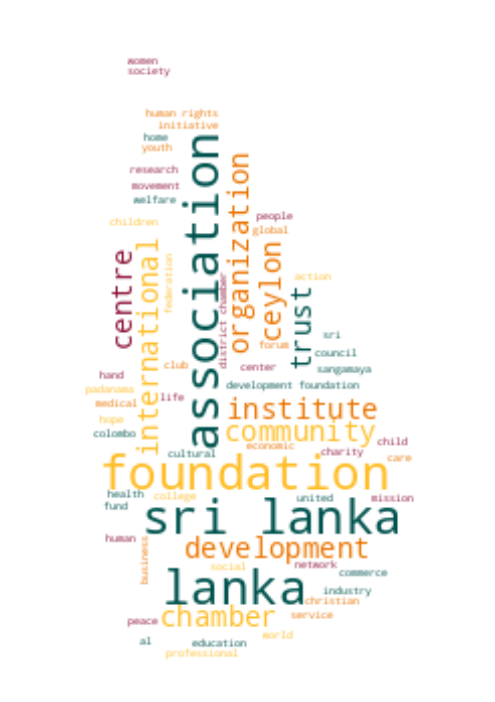 women
society
human rights
initiative
home
youth
association
organization
research
movement
welfare
people
children
global
centre
international
federation
district chamber
ceylon
action
trust
sri
forum
council
club
center
sangamaya
hand
development foundation
padanama
life
medical
institute
hope
community
colombo
child
economic
cultural
charity
care
foundation
health
college
united
mission
fund
sri lanka
human
development
business
social
network
commerce
lanka
industry
christian
chamber
service
peace
world
al
education
professional